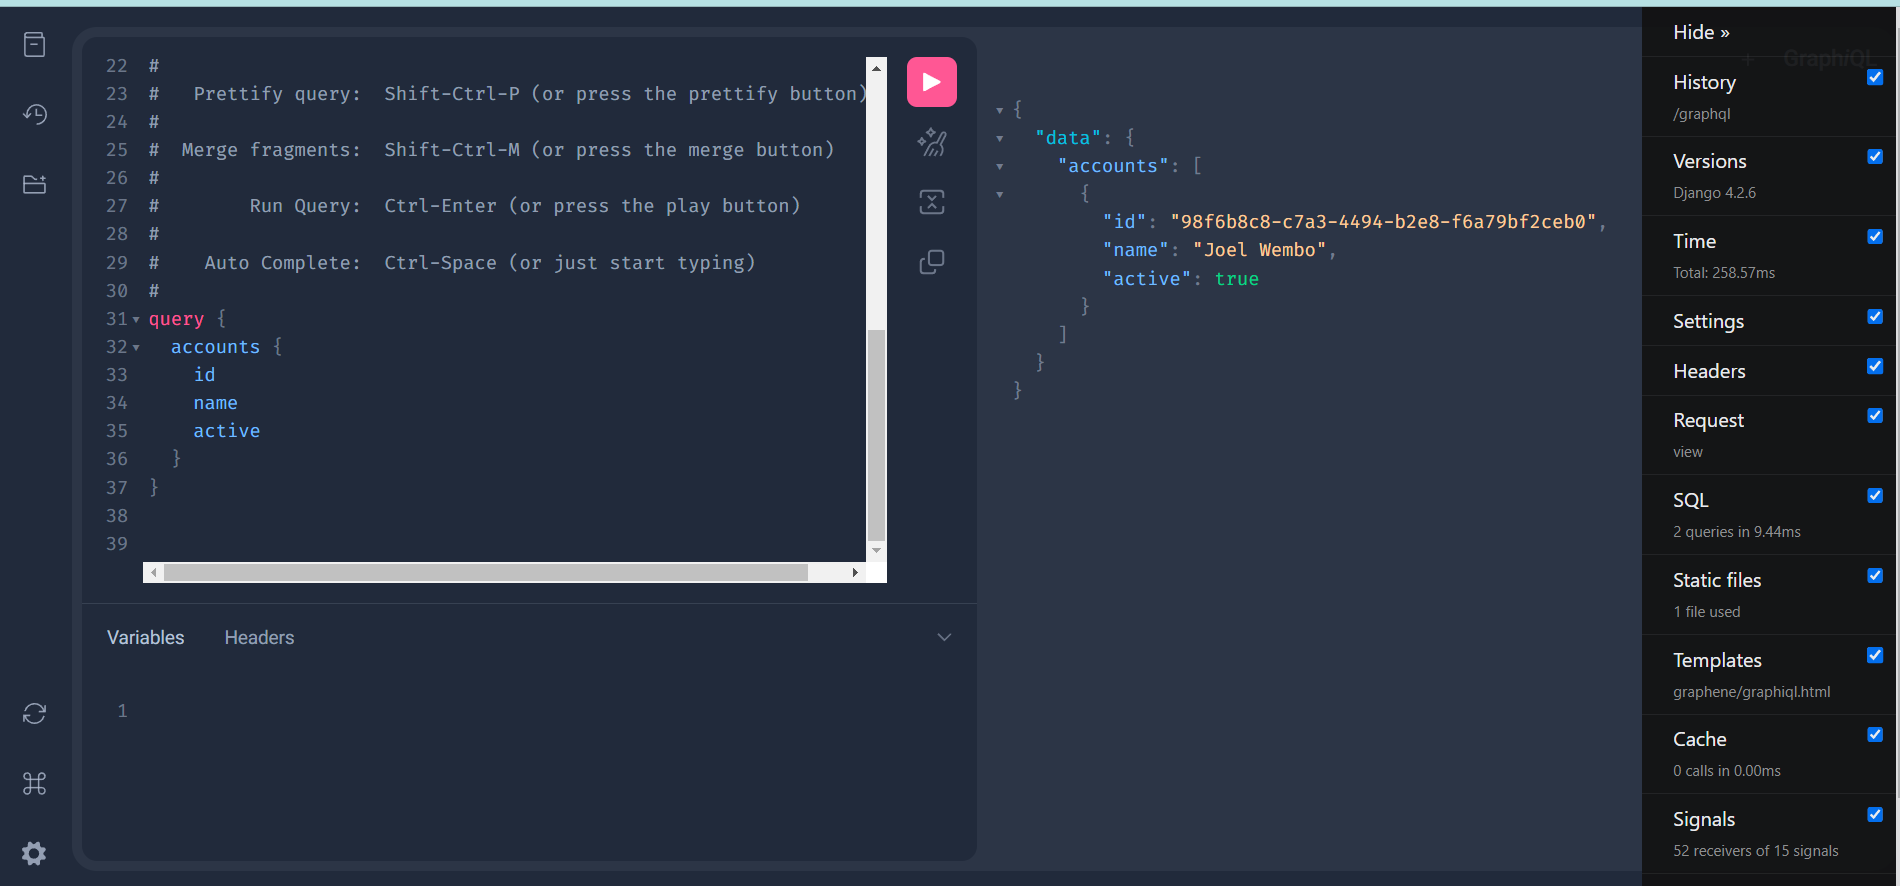 22 #
23 #   Prettify query:  Shift-Ctrl-P (or press the prettify button)
24 #
25 #  Merge fragments:  Shift-Ctrl-M (or press the merge button)
26 #
27 #        Run Query:  Ctrl-Enter (or press the play button)
28 #
29 #    Auto Complete:  Ctrl-Space (or just start typing)
30 #
31 query {
32   accounts {
33     id
34     name
35     active
36   }
37 }
38
39
Variables Headers
1
{
  "data": {
    "accounts": [
      {
        "id": "98f6b8c8-c7a3-4494-b2e8-f6a79bf2ceb0",
        "name": "Joel Wembo",
        "active": true
      }
    ]
  }
}
Hide »
+ GraphiQL
History
/graphql
Versions
Django 4.2.6
Time
Total: 258.57ms
Settings
Headers
Request
view
SQL
2 queries in 9.44ms
Static files
1 file used
Templates
graphene/graphiql.html
Cache
0 calls in 0.00ms
Signals
52 receivers of 15 signals